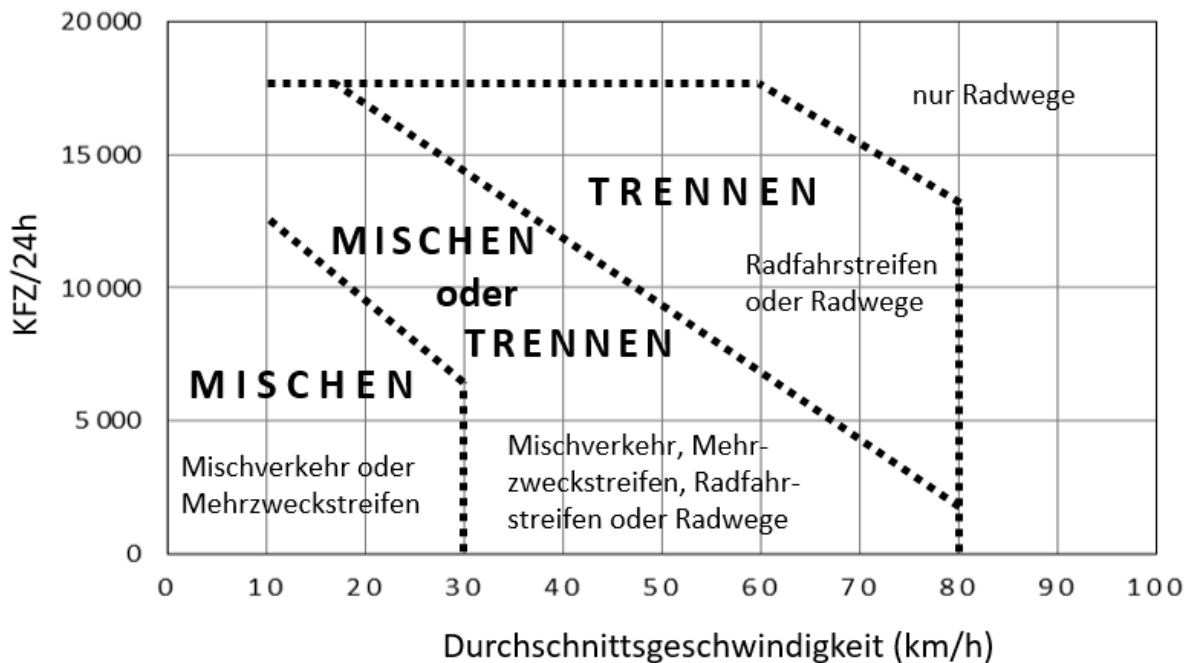 20 000
nur Radwege
15 000
TRENNEN
MISCHEN
oder
TRENNEN
Radfahrstreifen
oder Radwege
KFZ/24h
10 000
MISCHEN
5 000
Mischverkehr oder
Mehrzweckstreifen
Mischverkehr, Mehr-
zweckstreifen, Radfahr-
streifen oder Radwege
0
0 10 20 30 40 50 60 70 80 90 100
Durchschnittsgeschwindigkeit (km/h)